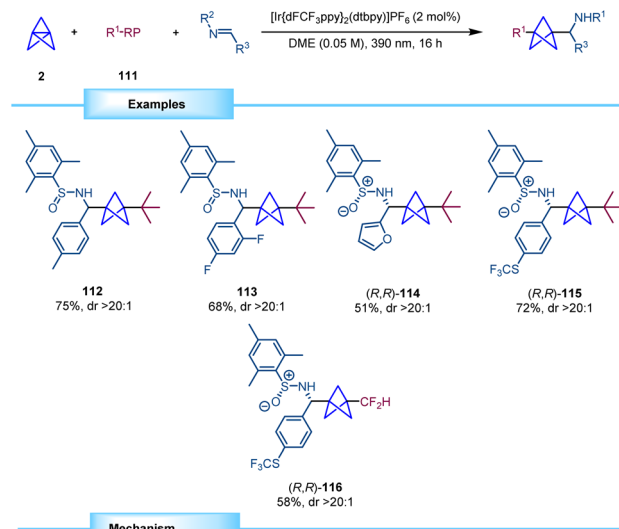 [Ir{dFCF₃ppy}₂(dtbpy)]PF₆ (2 mol%)
DME (0.05 M), 390 nm, 16 h
+ R¹-RP + R² N R³
R¹ NHR¹ R³
2 111
Examples
S O NH
S O NH F F
S ⊕ O ⊖ NH O
S ⊕ O ⊖ NH F₃CS
112 113 (R,R)-114 (R,R)-115
75%, dr >20:1 68%, dr >20:1 51%, dr >20:1 72%, dr >20:1
S ⊕ O ⊖ NH CF₂H F₃CS
(R,R)-116
58%, dr >20:1
Mechanism